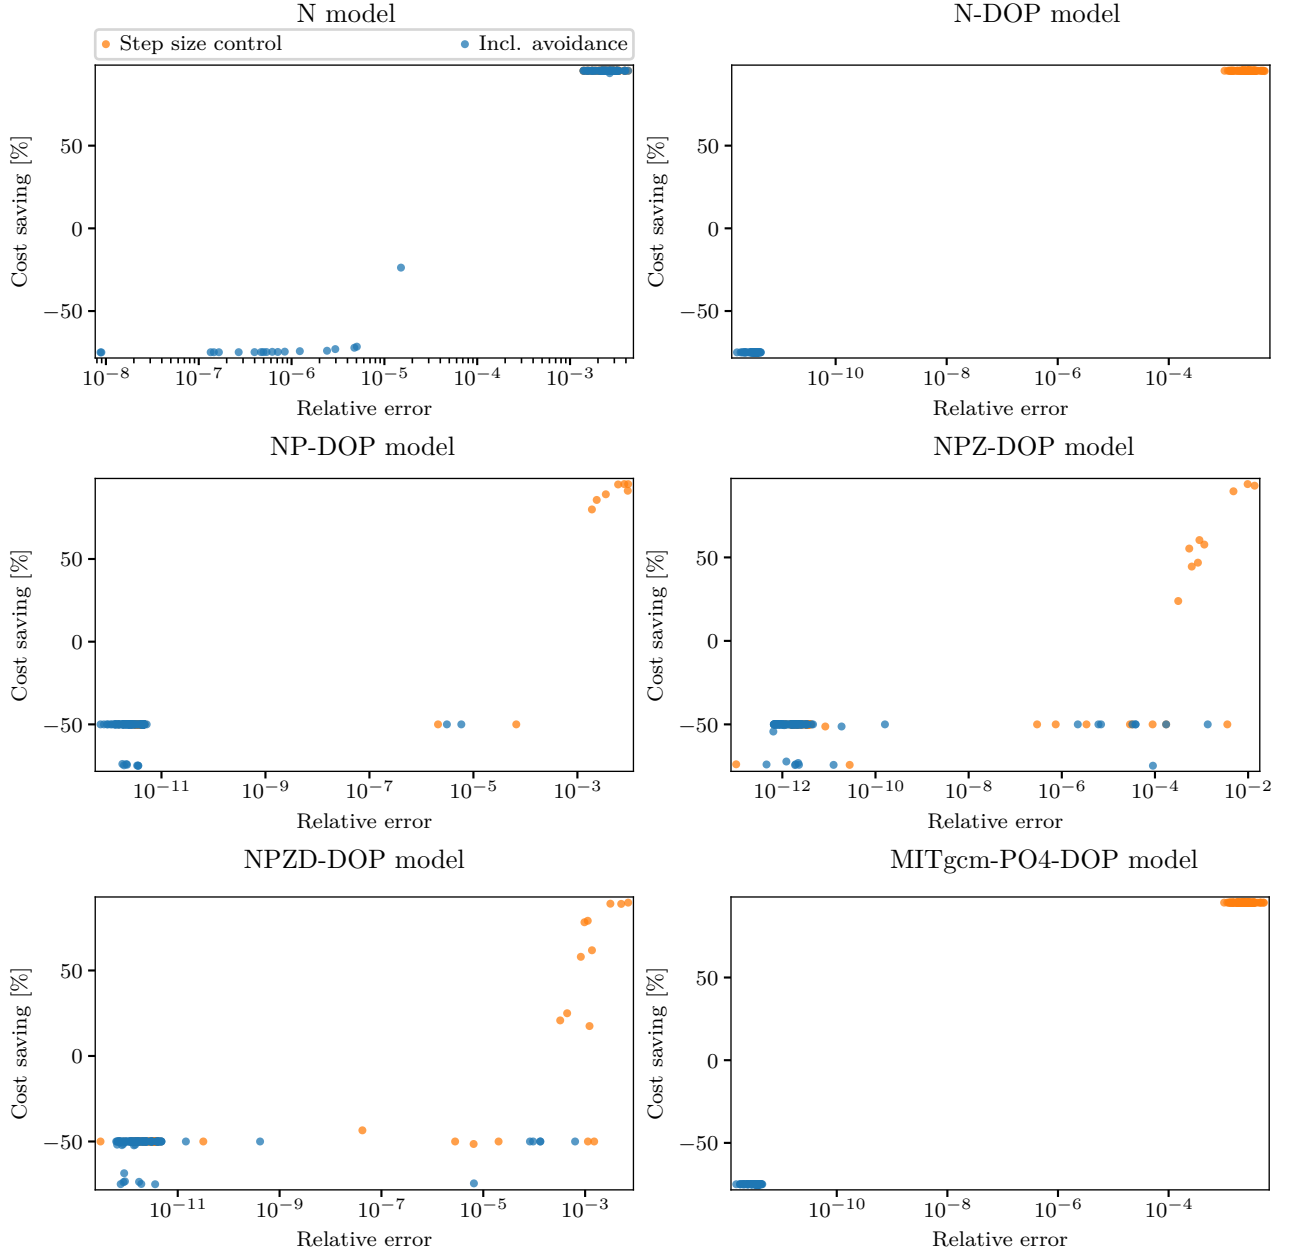 N model
Step size control
Incl. avoidance
Cost saving [%]
50
0
−50
10⁻⁸
10⁻⁷
10⁻⁶
10⁻⁵
10⁻⁴
10⁻³
Relative error
N-DOP model
Cost saving [%]
50
0
−50
10⁻¹⁰
10⁻⁸
10⁻⁶
10⁻⁴
Relative error
NP-DOP model
Cost saving [%]
50
0
−50
10⁻¹¹
10⁻⁹
10⁻⁷
10⁻⁵
10⁻³
Relative error
NPZ-DOP model
Cost saving [%]
50
0
−50
10⁻¹²
10⁻¹⁰
10⁻⁸
10⁻⁶
10⁻⁴
10⁻²
Relative error
NPZD-DOP model
Cost saving [%]
50
0
−50
10⁻¹¹
10⁻⁹
10⁻⁷
10⁻⁵
10⁻³
Relative error
MITgcm-PO4-DOP model
Cost saving [%]
50
0
−50
10⁻¹⁰
10⁻⁸
10⁻⁶
10⁻⁴
Relative error